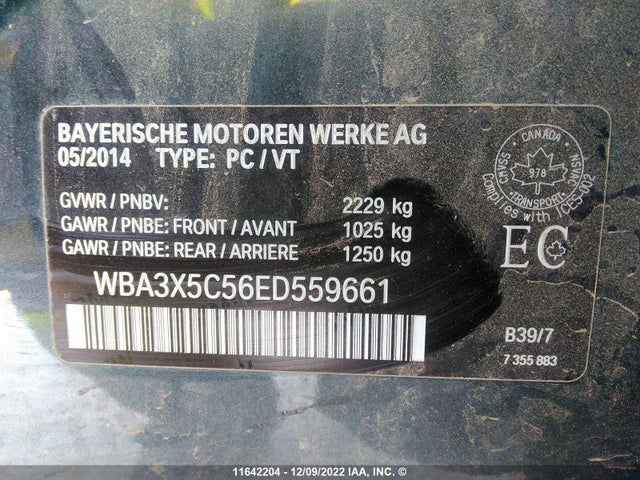 BAYERISCHE MOTOREN WERKE AG
05/2014 TYPE: PC / VT
GVWR / PNBV: 2229 kg
GAWR / PNBE: FRONT / AVANT 1025 kg
GAWR / PNBE: REAR / ARRIERE 1250 kg
WBA3X5C56ED559661
CANADA
978
TRANSPORT
CMVSS
NSVAC
Complies with ICES-002
EC
B39/7
7 355 883
11642204 - 12/09/2022 IAA, INC. ©